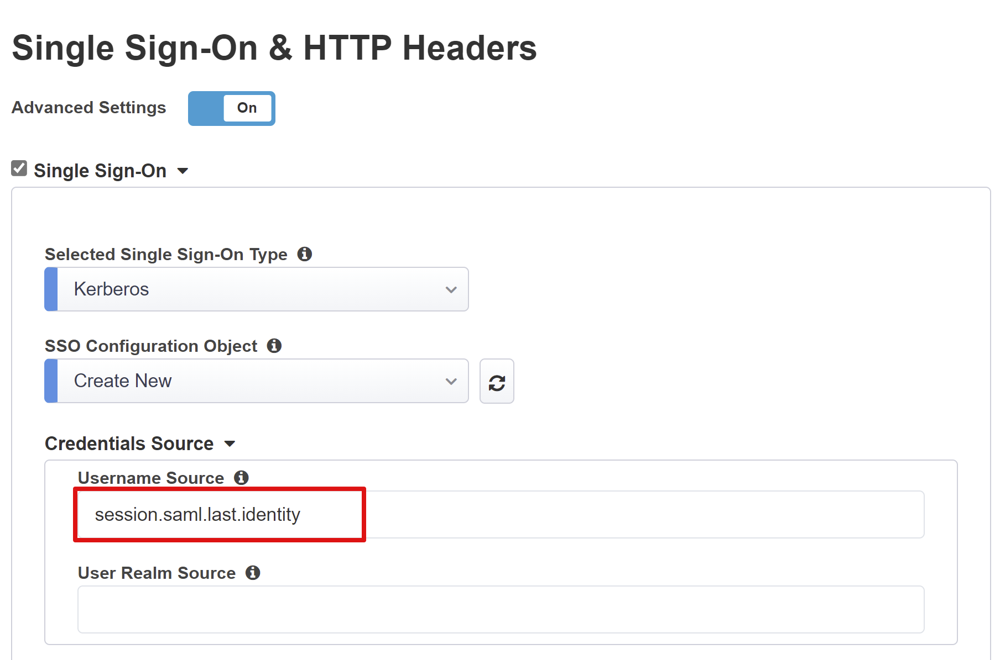 Single Sign-On & HTTP Headers
Advanced Settings
On
Single Sign-On
Selected Single Sign-On Type
Kerberos
SSO Configuration Object
Create New
Credentials Source
Username Source
session.saml.last.identity
User Realm Source